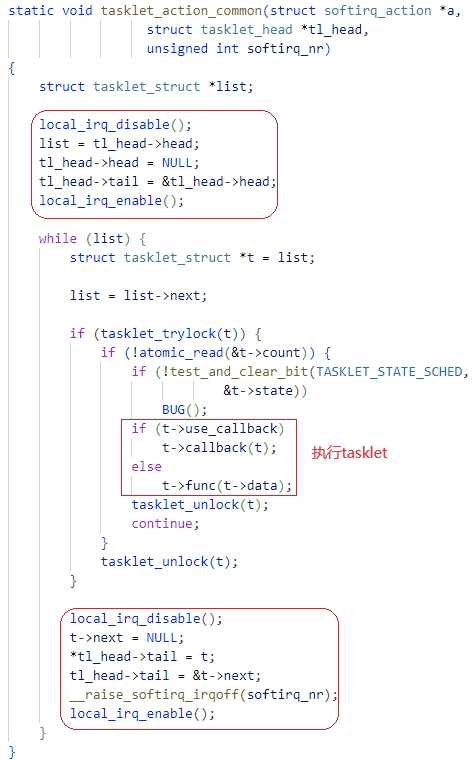 static void tasklet_action_common(struct softirq_action *a,
struct tasklet_head *tl_head,
unsigned int softirq_nr)
{
struct tasklet_struct *list;
local_irq_disable();
list = tl_head->head;
tl_head->head = NULL;
tl_head->tail = &tl_head->head;
local_irq_enable();
while (list) {
struct tasklet_struct *t = list;
list = list->next;
if (tasklet_trylock(t)) {
if (!atomic_read(&t->count)) {
if (!test_and_clear_bit(TASKLET_STATE_SCHED,
&t->state))
BUG();
if (t->use_callback)
t->callback(t);
执行tasklet
else
t->func(t->data);
tasklet_unlock(t);
continue;
}
tasklet_unlock(t);
}
local_irq_disable();
t->next = NULL;
*tl_head->tail = t;
tl_head->tail = &t->next;
__raise_softirq_irqoff(softirq_nr);
local_irq_enable();
}
}